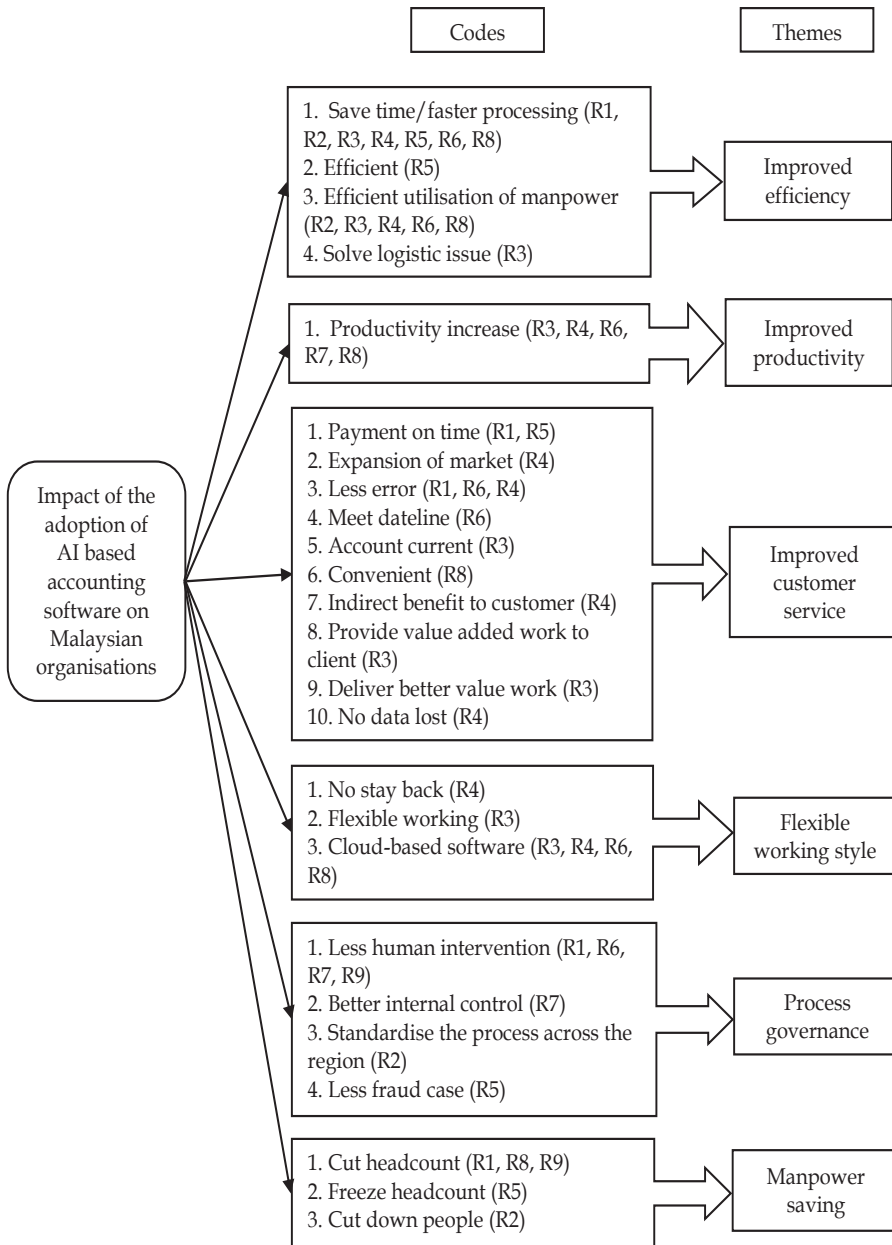 Codes
Themes
1. Save time/faster processing (R1,
R2, R3, R4, R5, R6, R8)
2. Efficient (R5)
3. Efficient utilisation of manpower
(R2, R3, R4, R6, R8)
4. Solve logistic issue (R3)
Improved
efficiency
1. Productivity increase (R3, R4, R6,
R7, R8)
Improved
productivity
Impact of the
adoption of
AI based
accounting
software on
Malaysian
organisations
1. Payment on time (R1, R5)
2. Expansion of market (R4)
3. Less error (R1, R6, R4)
4. Meet dateline (R6)
5. Account current (R3)
6. Convenient (R8)
7. Indirect benefit to customer (R4)
8. Provide value added work to
client (R3)
9. Deliver better value work (R3)
10. No data lost (R4)
Improved
customer
service
1. No stay back (R4)
2. Flexible working (R3)
3. Cloud-based software (R3, R4, R6,
R8)
Flexible
working style
1. Less human intervention (R1, R6,
R7, R9)
2. Better internal control (R7)
3. Standardise the process across the
region (R2)
4. Less fraud case (R5)
Process
governance
1. Cut headcount (R1, R8, R9)
2. Freeze headcount (R5)
3. Cut down people (R2)
Manpower
saving